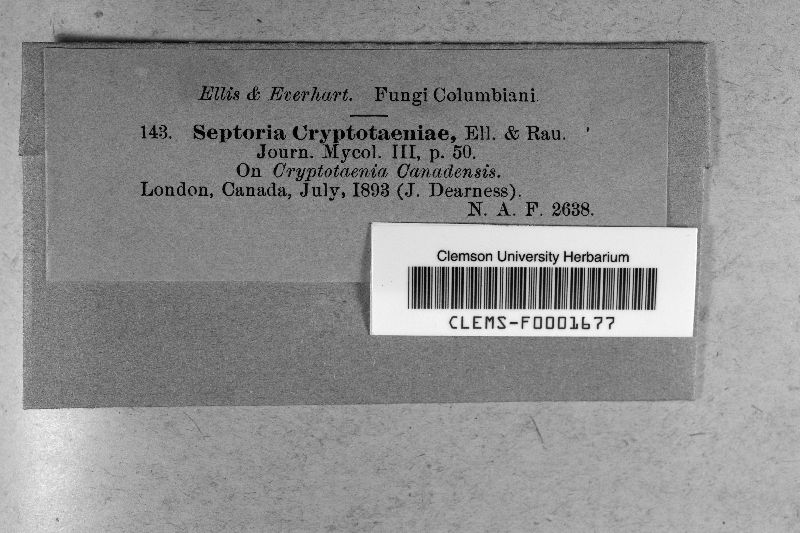 Ellis & Everhart. Fungi Columbiani.
143. Septoria Cryptotaeniae, Ell. & Rau.
Journ. Mycol. III, p. 50.
On Cryptotaenia Canadensis.
London, Canada, July, 1893 (J. Dearness).
N. A. F. 2638.
Clemson University Herbarium
CLEMS-F0001677